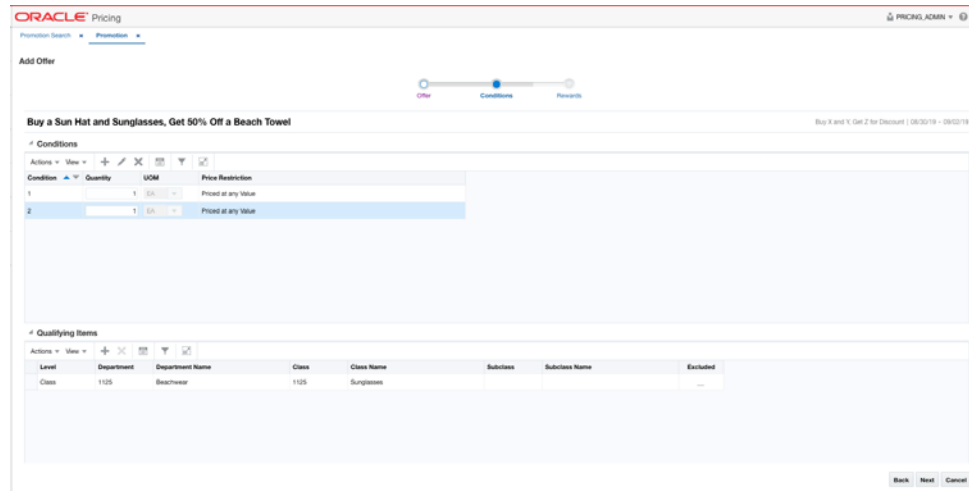 ORACLE Pricing PRICING_ADMIN
Promotion Search Promotion
Add Offer
Offer Conditions Rewards
Buy a Sun Hat and Sunglasses, Get 50% Off a Beach Towel Buy X and Y, Get Z for Discount | 08/30/19 - 09/02/19
Conditions
Actions View
Condition Quantity UOM Price Restriction
1 1 EA Priced at any Value
2 1 EA Priced at any Value
Qualifying Items
Actions View
Level Department Department Name Class Class Name Subclass Subclass Name Excluded
Class 1125 Beachwear 1125 Sunglasses
Back Next Cancel